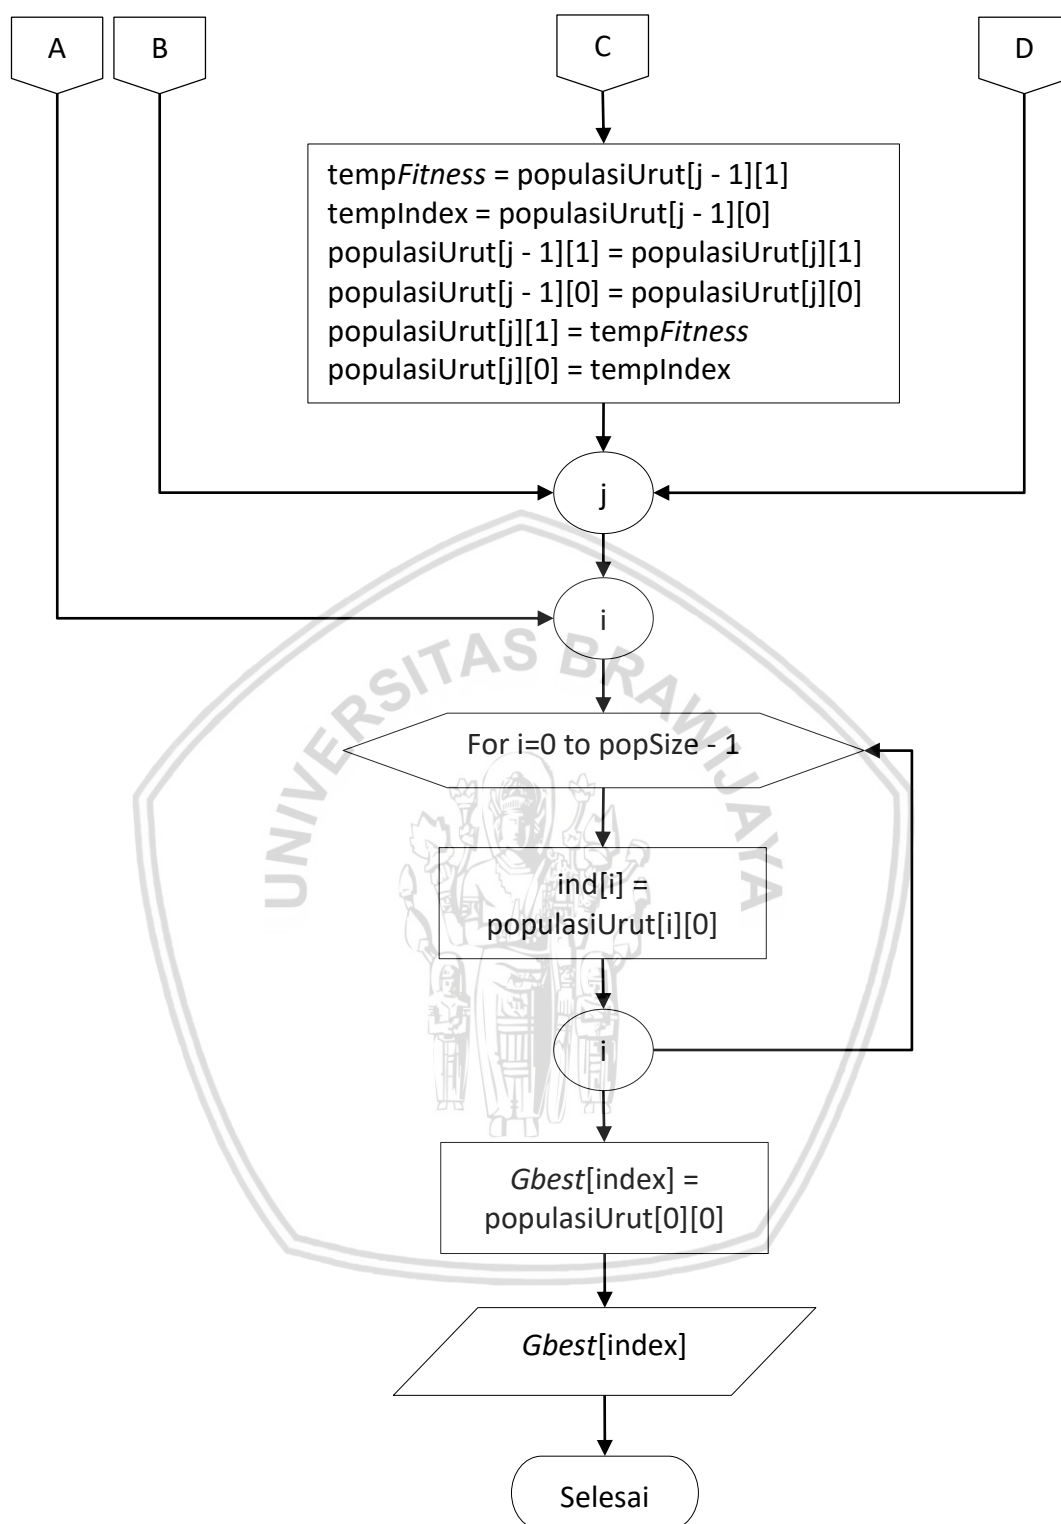 A
B
C
D
tempFitness = populasiUrut[j - 1][1]
tempIndex = populasiUrut[j - 1][0]
populasiUrut[j - 1][1] = populasiUrut[j][1]
populasiUrut[j - 1][0] = populasiUrut[j][0]
populasiUrut[j][1] = tempFitness
populasiUrut[j][0] = tempIndex
j
i
UNIVERSITAS BRAWIJAYA
For i=0 to popSize - 1
ind[i] =
populasiUrut[i][0]
i
Gbest[index] =
populasiUrut[0][0]
Gbest[index]
Selesai